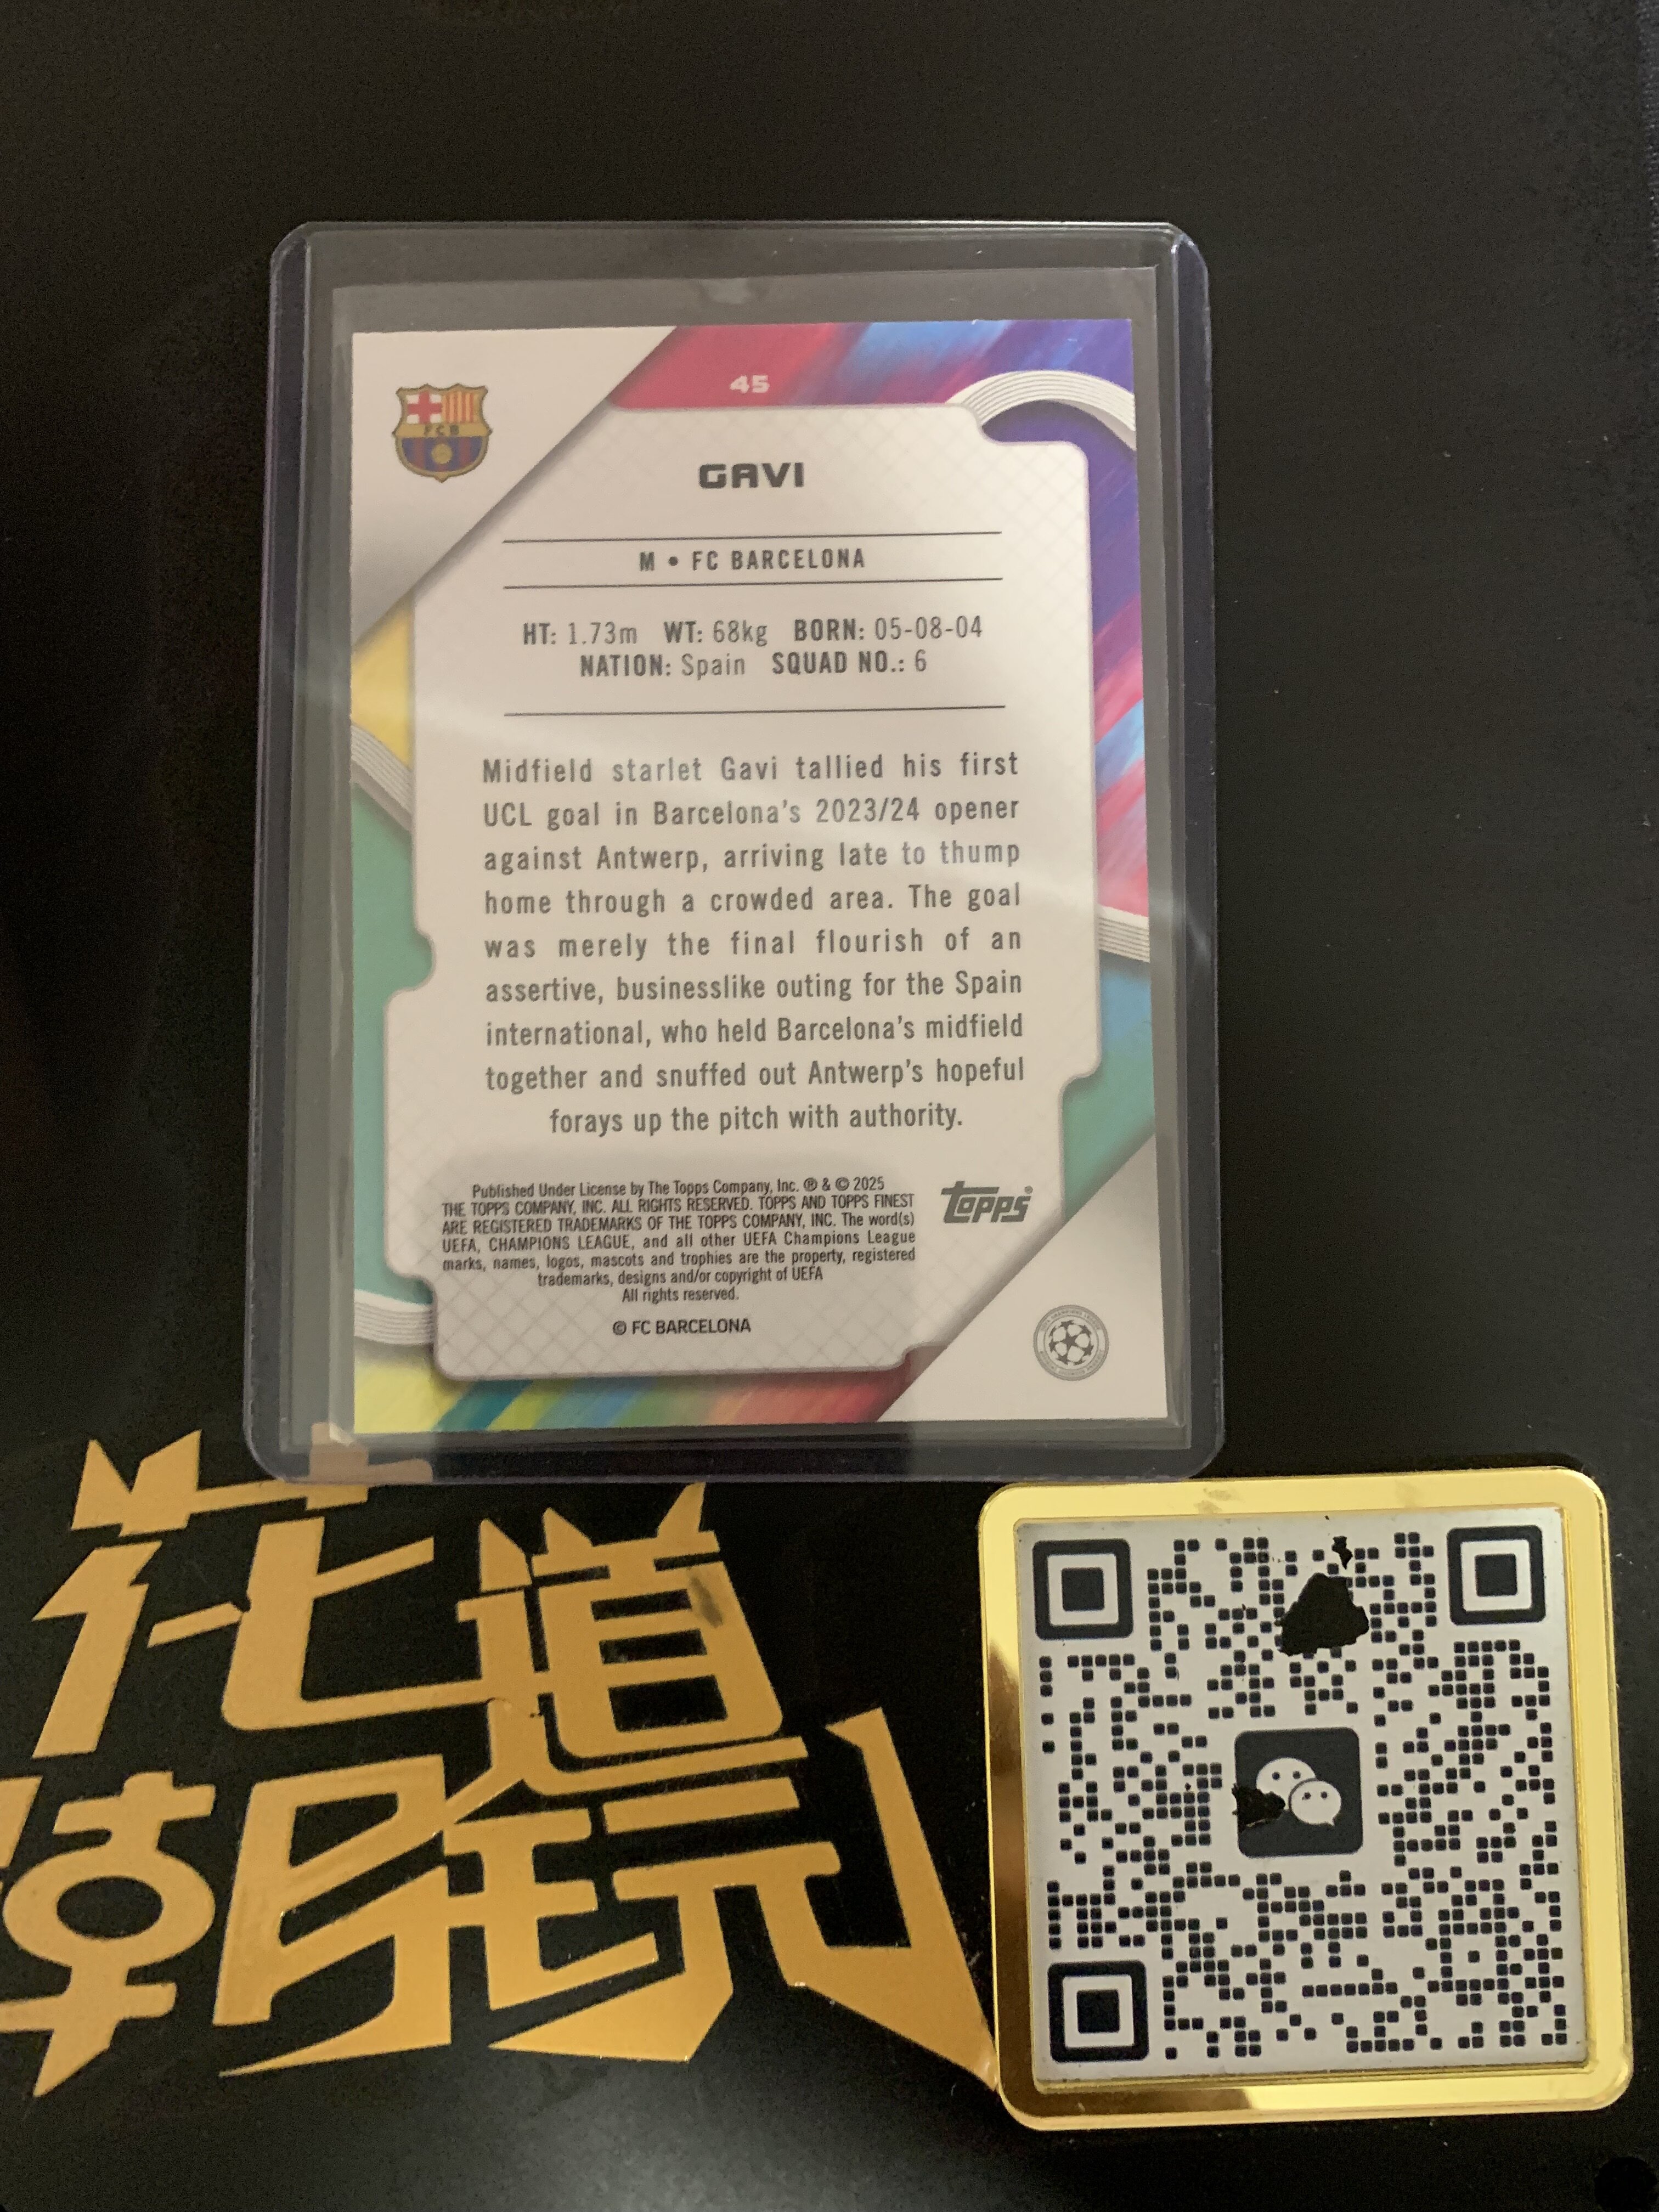 45
FCB
GAVI
M • FC BARCELONA
HT: 1.73m WT: 68kg BORN: 05-08-04
NATION: Spain SQUAD NO.: 6
Midfield starlet Gavi tallied his first
UCL goal in Barcelona's 2023/24 opener
against Antwerp, arriving late to thump
home through a crowded area. The goal
was merely the final flourish of an
assertive, businesslike outing for the Spain
international, who held Barcelona's midfield
together and snuffed out Antwerp's hopeful
forays up the pitch with authority.
Published Under License by The Topps Company, Inc. ® & © 2025
THE TOPPS COMPANY, INC. ALL RIGHTS RESERVED. TOPPS AND TOPPS FINEST
ARE REGISTERED TRADEMARKS OF THE TOPPS COMPANY, INC. The word(s)
UEFA, CHAMPIONS LEAGUE, and all other UEFA Champions League
marks, names, logos, mascots and trophies are the property, registered
trademarks, designs and/or copyright of UEFA
All rights reserved.
© FC BARCELONA
Topps®
花道
潮玩